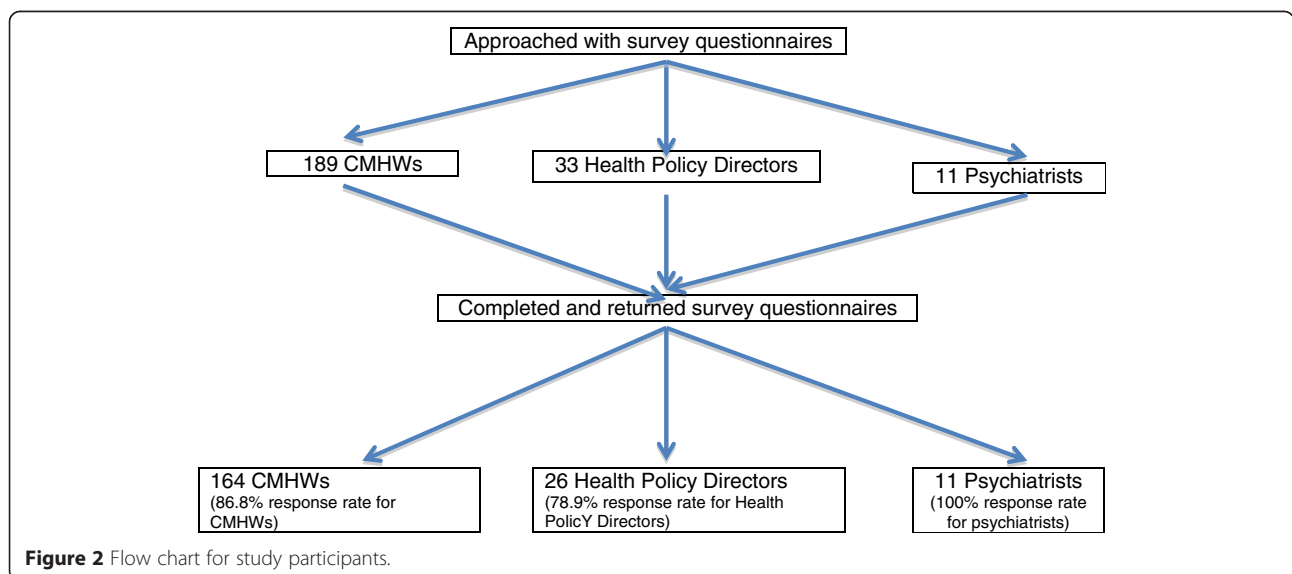 Approached with survey questionnaires
189 CMHWs
33 Health Policy Directors
11 Psychiatrists
Completed and returned survey questionnaires
164 CMHWs
(86.8% response rate for
CMHWs)
26 Health Policy Directors
(78.9% response rate for Health
PolicY Directors)
11 Psychiatrists
(100% response rate
for psychiatrists)
Figure 2 Flow chart for study participants.